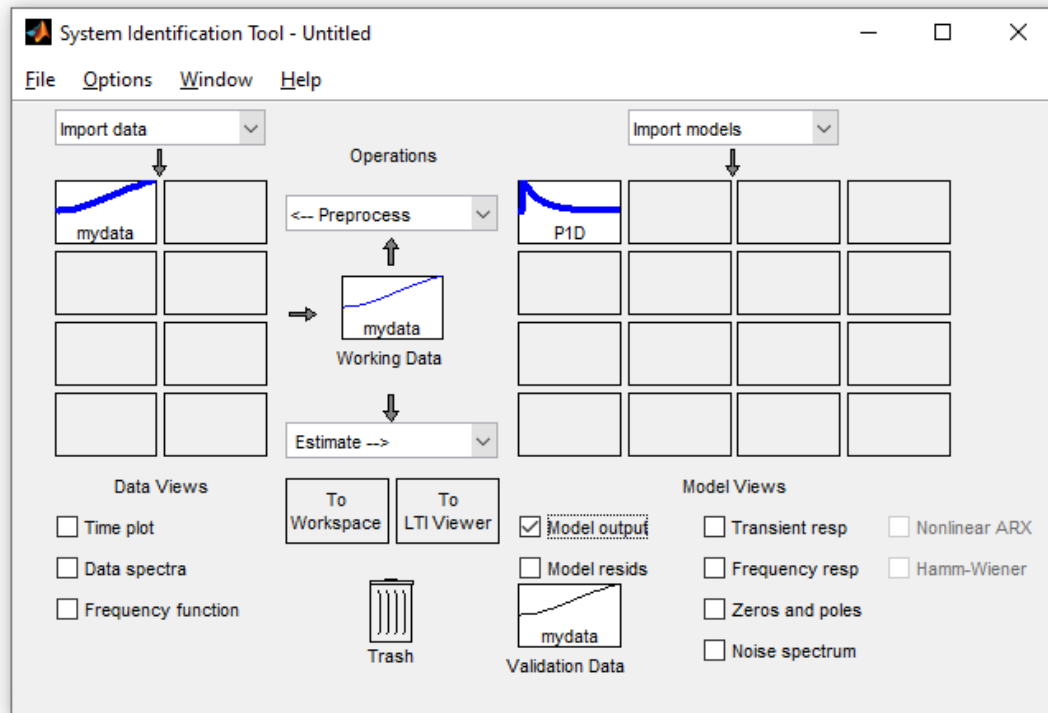 System Identification Tool - Untitled
File Options Window Help
Import data
Import models
Operations
mydata
<-- Preprocess
P1D
mydata
Working Data
Estimate -->
Data Views
To
Workspace
To
LTI Viewer
Model Views
Time plot
Data spectra
Frequency function
Trash
Model output
Model resids
mydata
Validation Data
Transient resp
Frequency resp
Zeros and poles
Noise spectrum
Nonlinear ARX
Hamm-Wiener